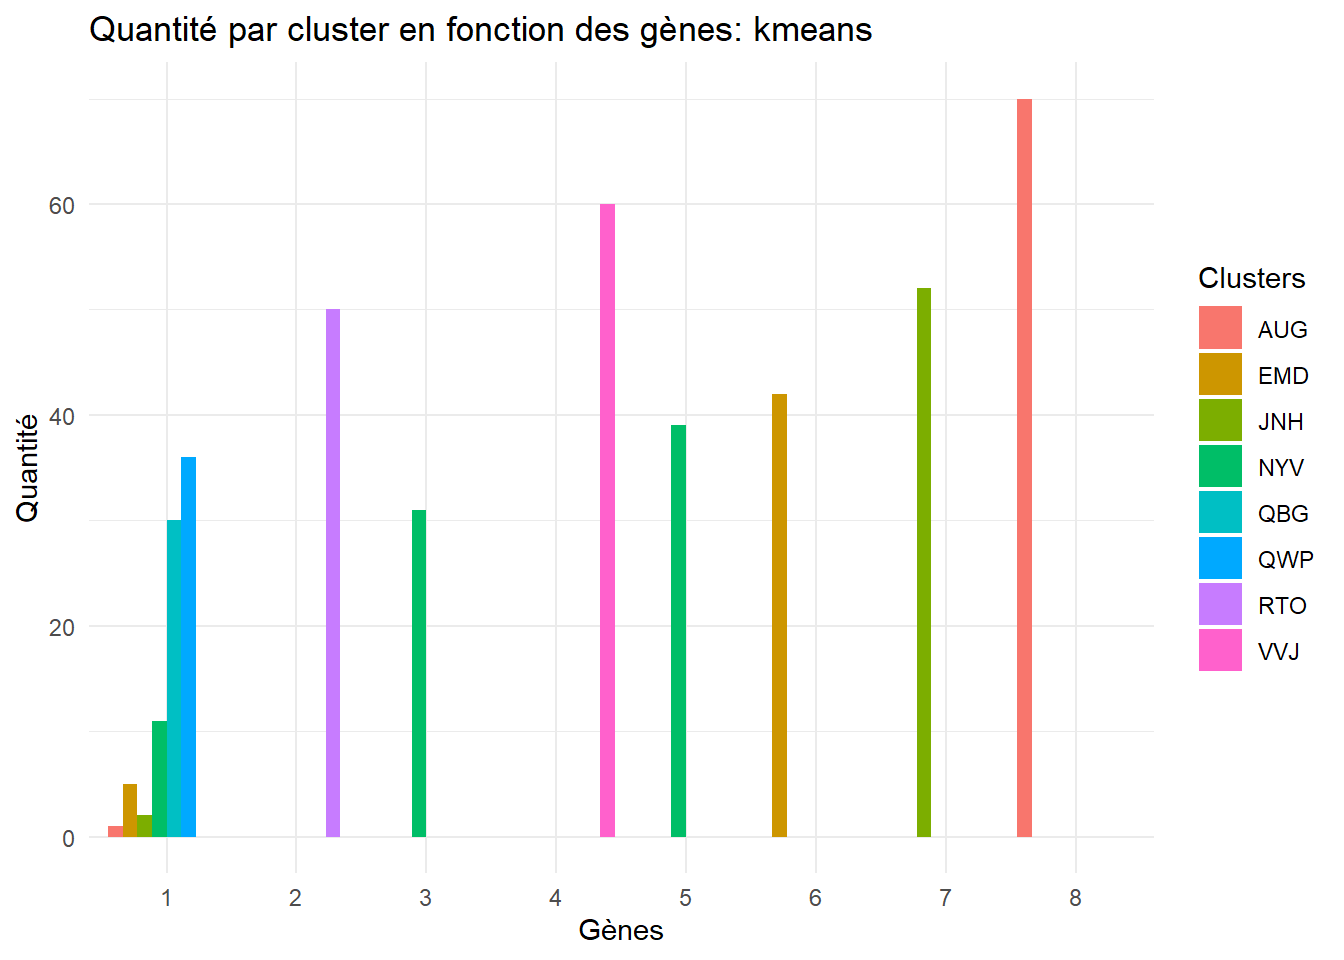 Quantité par cluster en fonction des gènes: kmeans
Quantité
60
40
20
0
1 2 3 4 5 6 7 8
Gènes
Clusters
AUG
EMD
JNH
NYV
QBG
QWP
RTO
VVJ